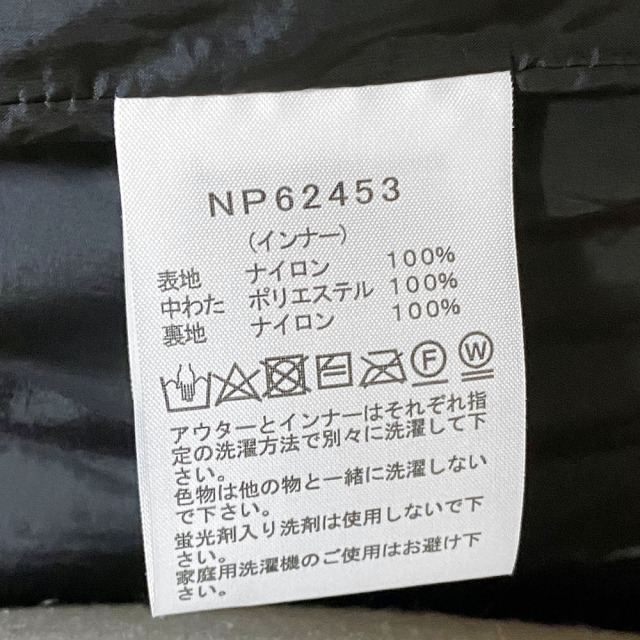 NP62453
(インナー)
表地 ナイロン 100%
中わた ポリエステル 100%
裏地 ナイロン 100%
F W
アウターとインナーはそれぞれ指
定の洗濯方法で別々に洗濯して下
さい。
色物は他の物と一緒に洗濯しない
で下さい。
蛍光剤入り洗剤は使用しないで下
さい。
家庭用洗濯機のご使用はお避け下
さい。